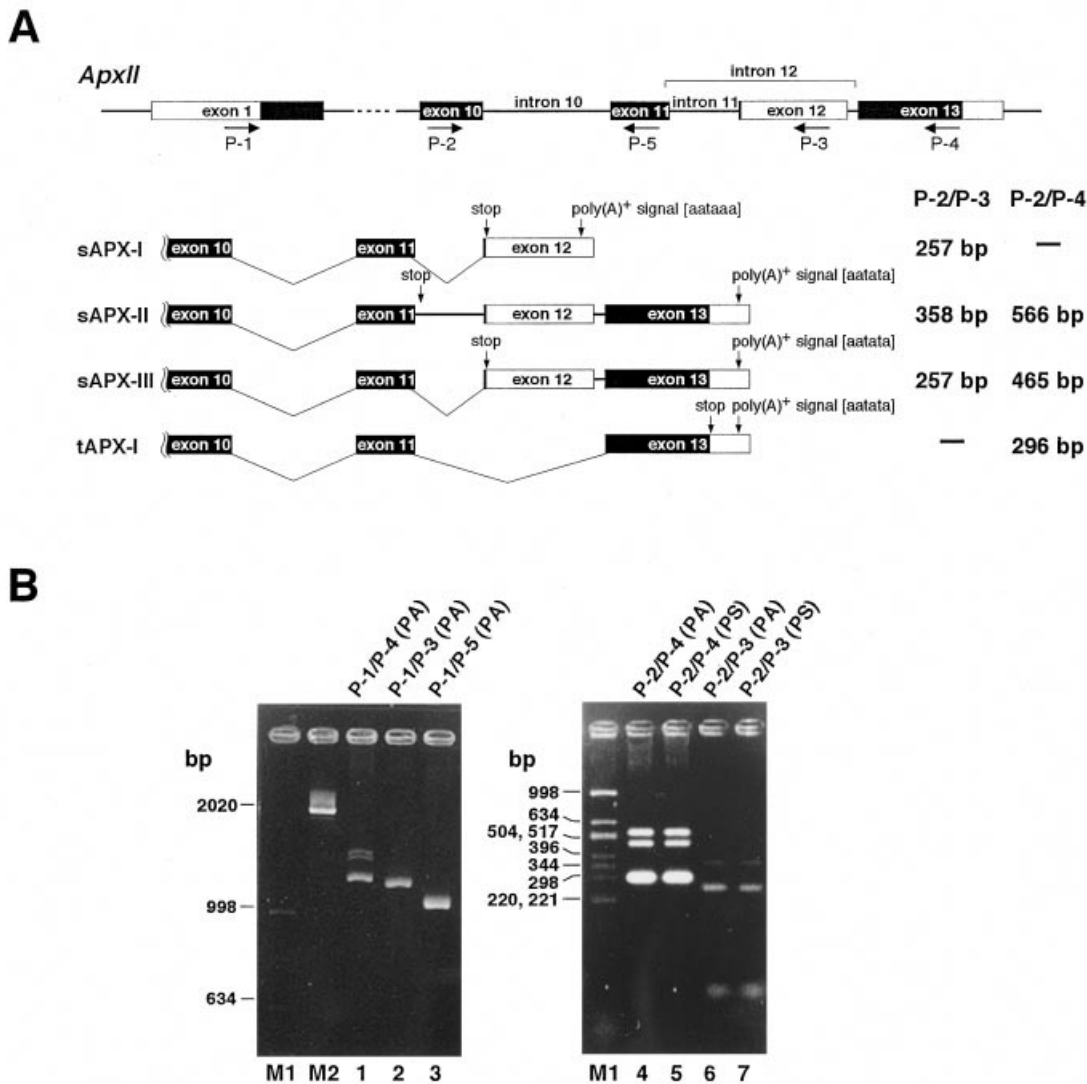 A
ApxII
intron 12
exon 1 exon 10 intron 10 exon 11 intron 11 exon 12 exon 13
P-1 P-2 P-5 P-3 P-4
P-2/P-3 P-2/P-4
stop poly(A)+ signal [aataaa]
sAPX-I exon 10 exon 11 exon 12 257 bp —
stop poly(A)+ signal [aatata]
sAPX-II exon 10 exon 11 exon 12 exon 13 358 bp 566 bp
stop poly(A)+ signal [aatata]
sAPX-III exon 10 exon 11 exon 12 exon 13 257 bp 465 bp
stop poly(A)+ signal [aatata]
tAPX-I exon 10 exon 11 exon 13 — 296 bp
B
P-1/P-4 (PA)
P-1/P-3 (PA)
P-1/P-5 (PA)
bp
2020
998
634
M1 M2 1 2 3
P-2/P-4 (PA)
P-2/P-4 (PS)
P-2/P-3 (PA)
P-2/P-3 (PS)
bp
998
634
504, 517
396
344
298
220, 221
M1 4 5 6 7